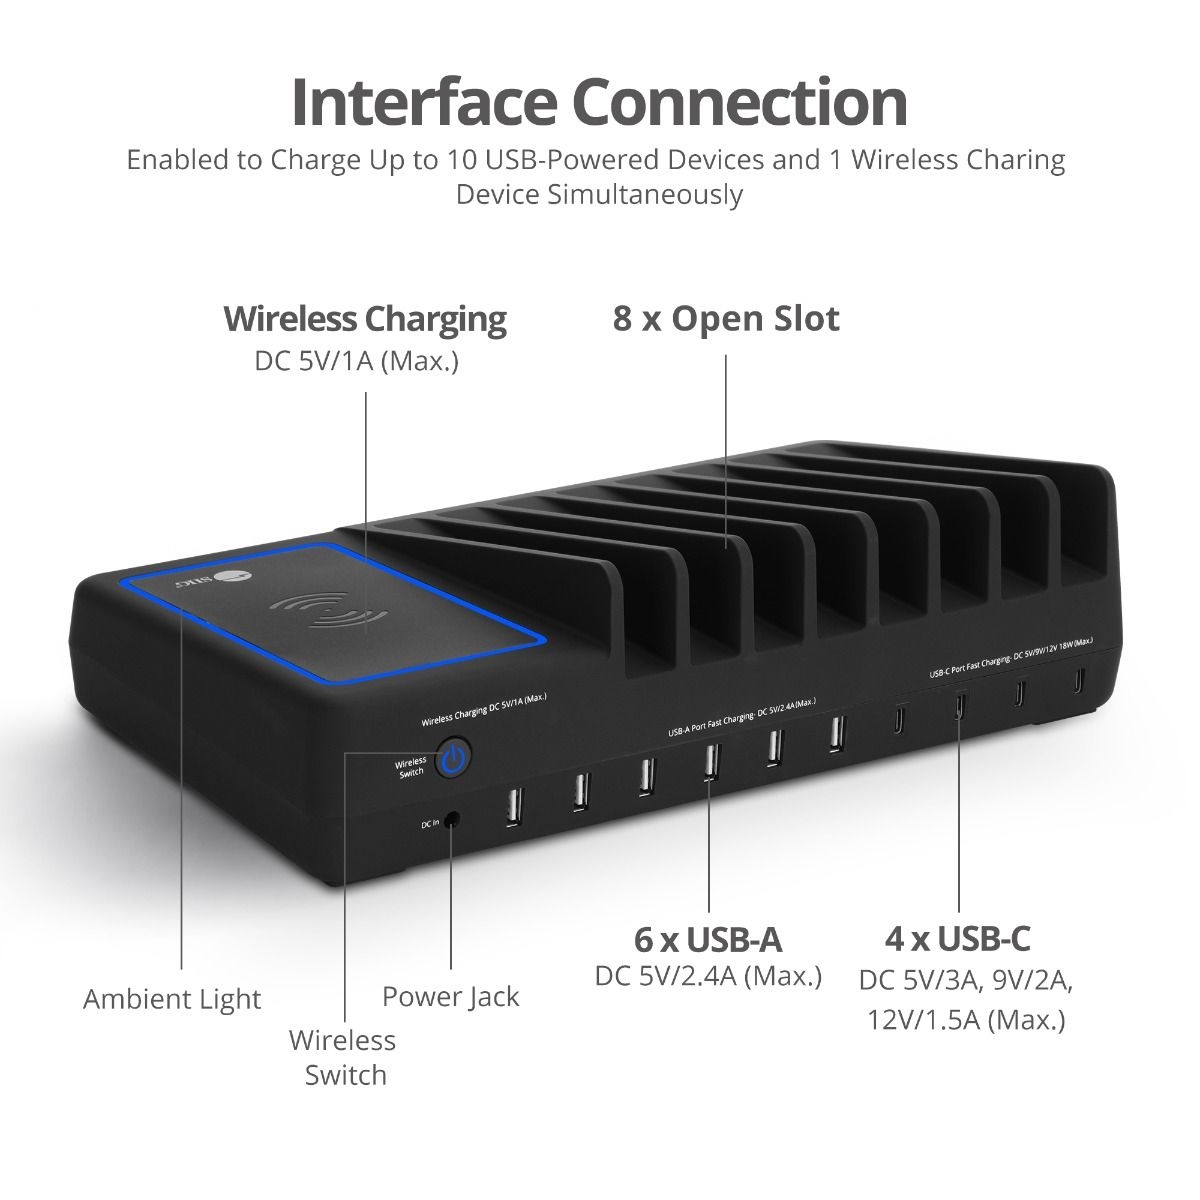 Interface Connection
Enabled to Charge Up to 10 USB-Powered Devices and 1 Wireless Charing
Device Simultaneously
Wireless Charging
DC 5V/1A (Max.)
8 x Open Slot
SIIG
Wireless Charging DC 5V/1A (Max.)
USB-A Port Fast Charging- DC 5V/2.4A(Max.)
USB-C Port Fast Charging- DC 5V/9V/12V 18W(Max.)
Wireless
Switch
DC In
6 x USB-A
DC 5V/2.4A (Max.)
4 x USB-C
DC 5V/3A, 9V/2A,
12V/1.5A (Max.)
Ambient Light
Power Jack
Wireless
Switch